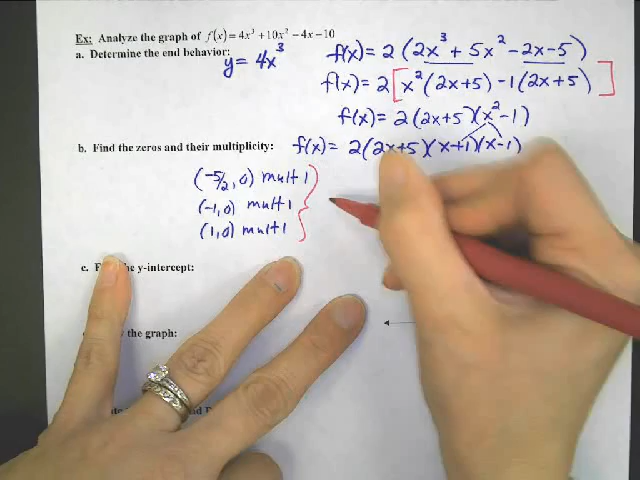 Ex: Analyze the graph of f(x) = 4x³ + 10x² − 4x − 10
a. Determine the end behavior:
y = 4x³
f(x) = 2 (2x³ + 5x² − 2x − 5)
f(x) = 2 [x²(2x+5) − 1(2x+5)]
f(x) = 2 (2x+5)(x² − 1)
b. Find the zeros and their multiplicity:
f(x) = 2(2x+5)(x+1)(x−1)
(−5/2, 0) mult 1
(−1, 0) mult 1
(1, 0) mult 1
c. the y-intercept:
the graph: